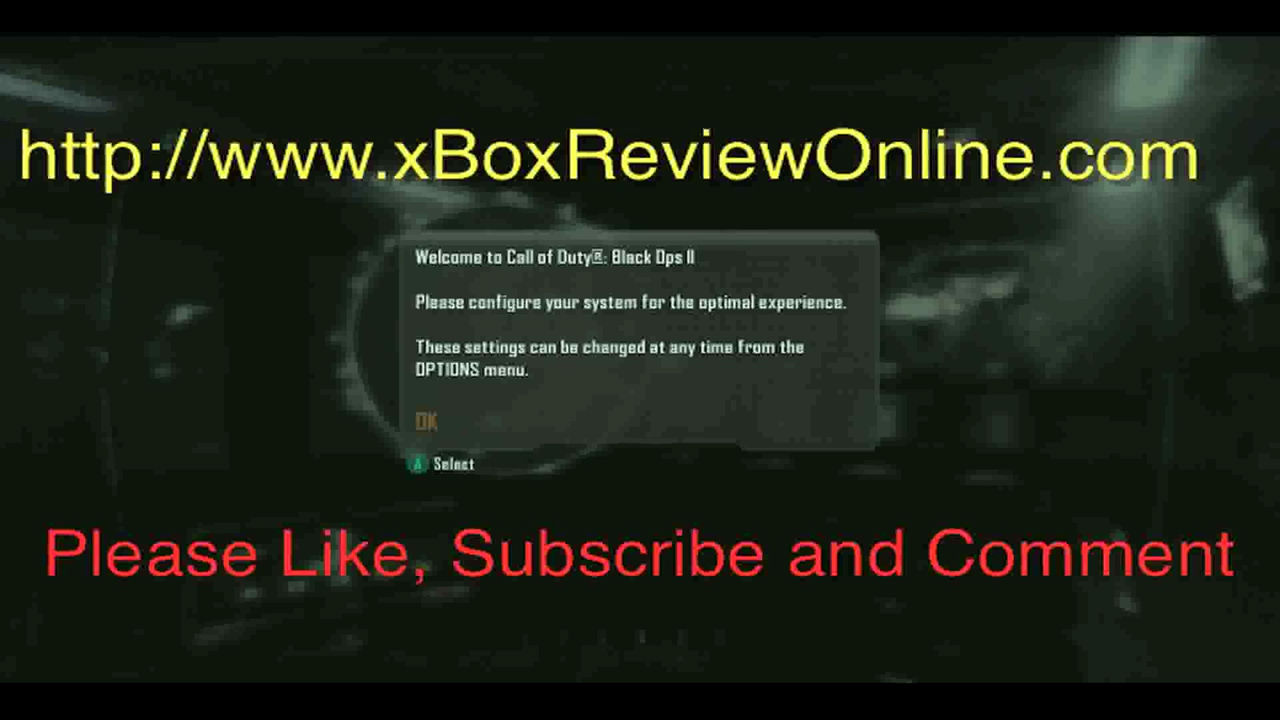 http://www.xBoxReviewOnline.com
Welcome to Call of Duty®: Black Ops II
Please configure your system for the optimal experience.
These settings can be changed at any time from the
OPTIONS menu.
OK
A Select
Please Like, Subscribe and Comment